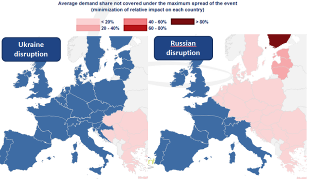 Average demand share not covered under the maximum spread of the event
(minimization of relative impact on each country)
< 20% 40 - 60% > 80%
20 - 40% 60 - 80%
Ukraine
disruption
Russian
disruption